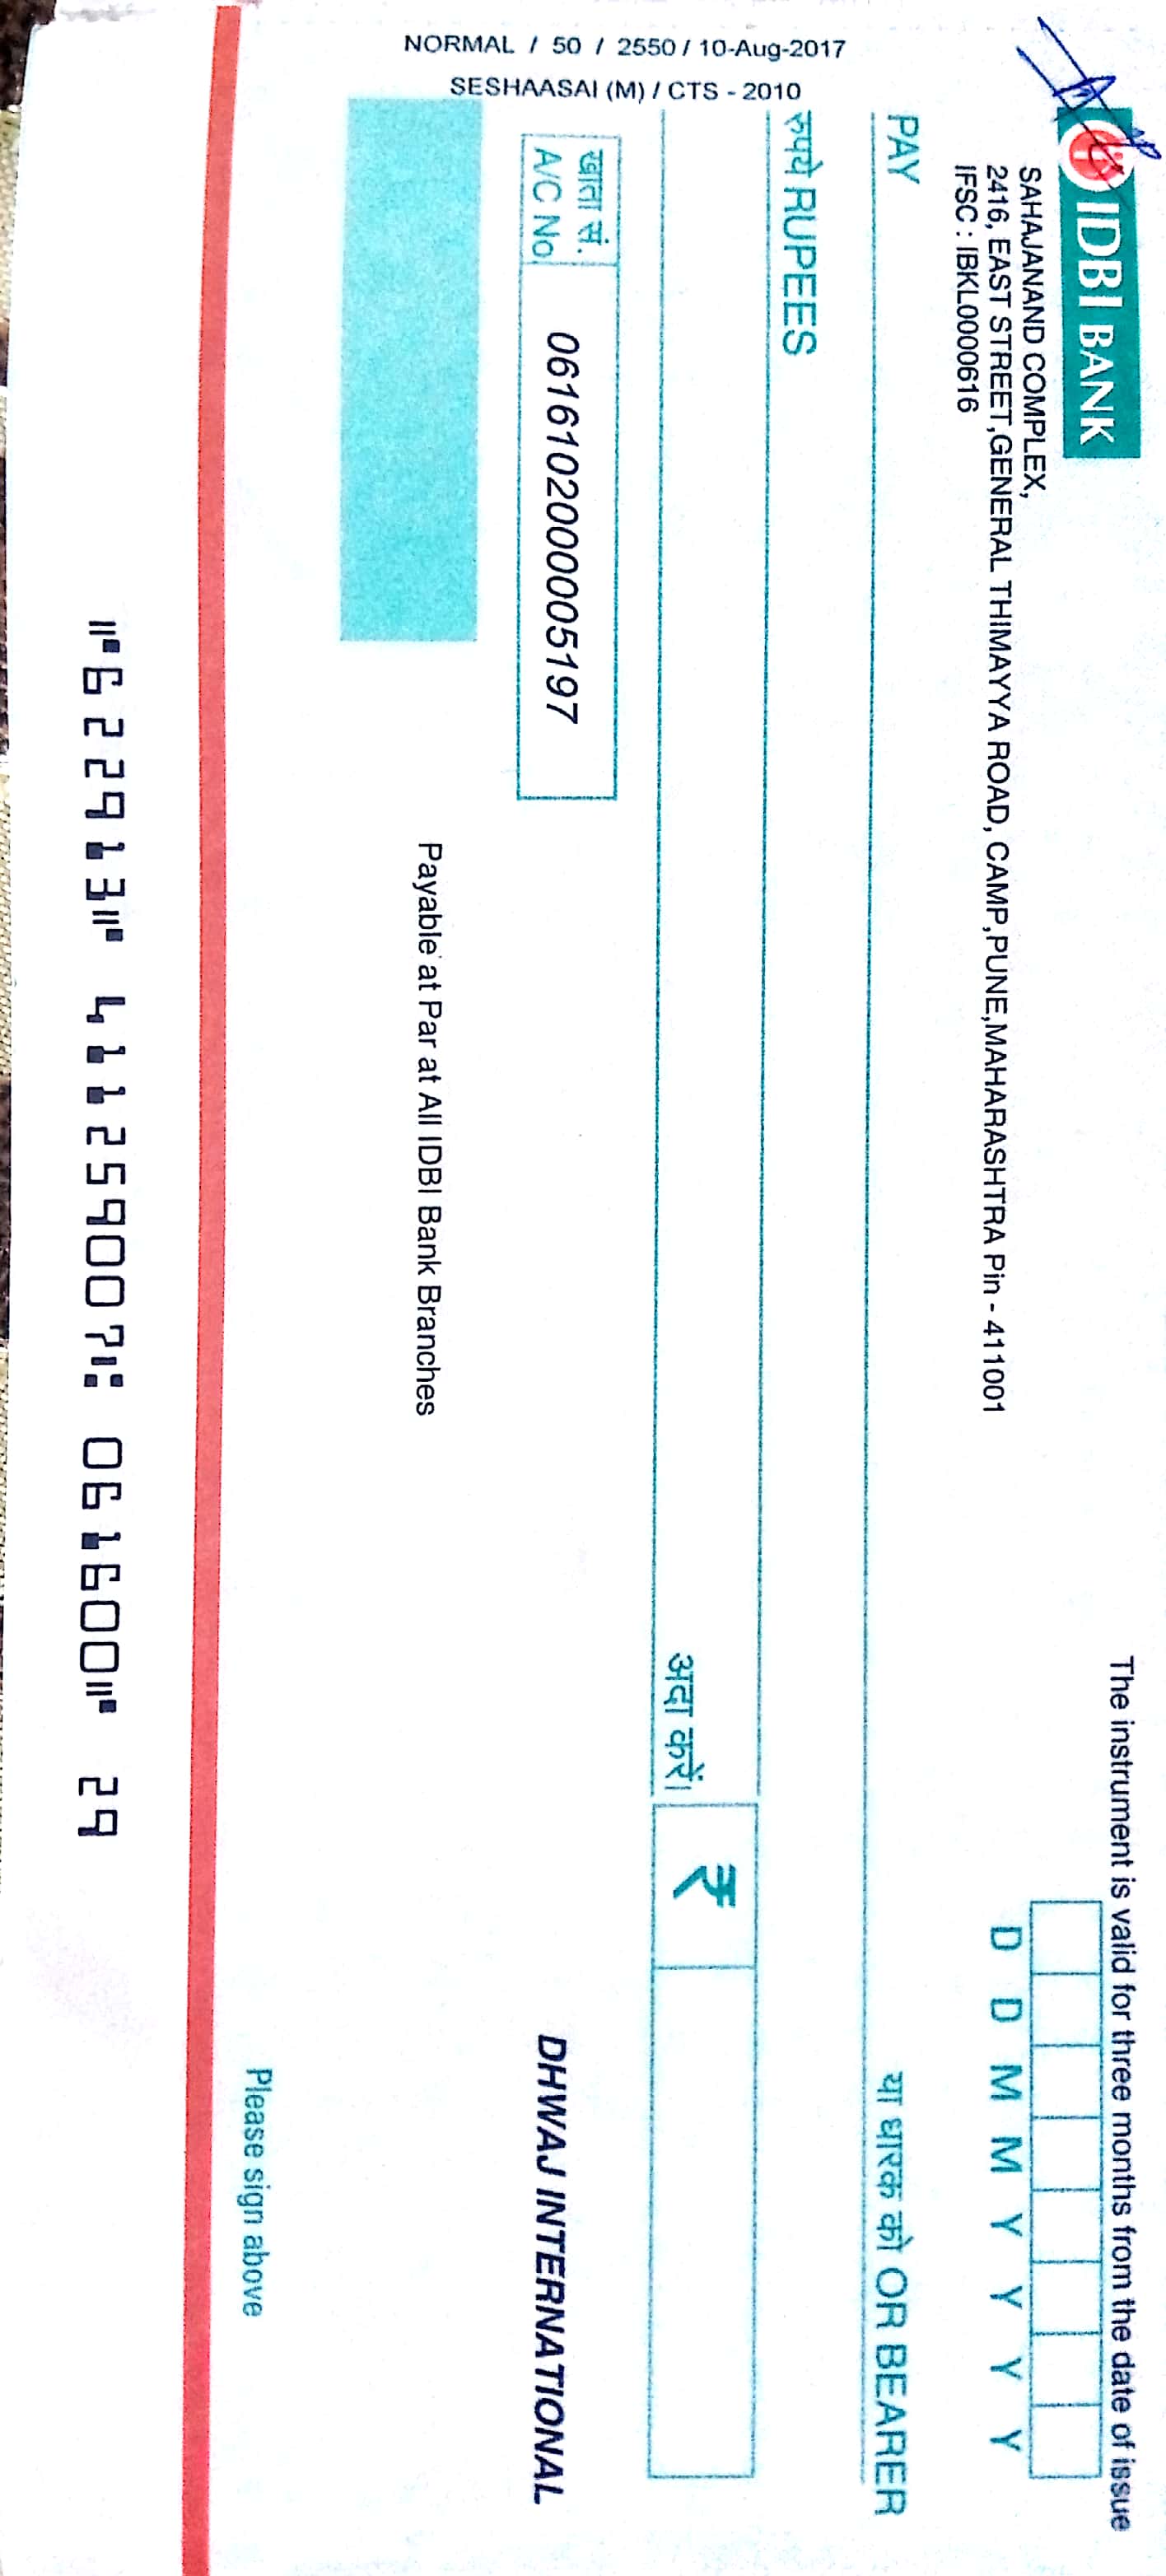 IDBI BANK
The instrument is valid for three months from the date of issue
D D M M Y Y Y Y
SAHAJANAND COMPLEX,
2416, EAST STREET,GENERAL THIMAYYA ROAD, CAMP,PUNE,MAHARASHTRA Pin - 411001
IFSC : IBKL0000616
PAY
या धारक को OR BEARER
रुपये RUPEES
अदा करें।
₹
खाता सं.
A/C No.
0616102000005197
DHWAJ INTERNATIONAL
Payable at Par at All IDBI Bank Branches
Please sign above
NORMAL / 50 / 2550 / 10-Aug-2017
SESHAASAI (M) / CTS - 2010
⑈622913⑈ 411259007⑆ 061600⑈ 29